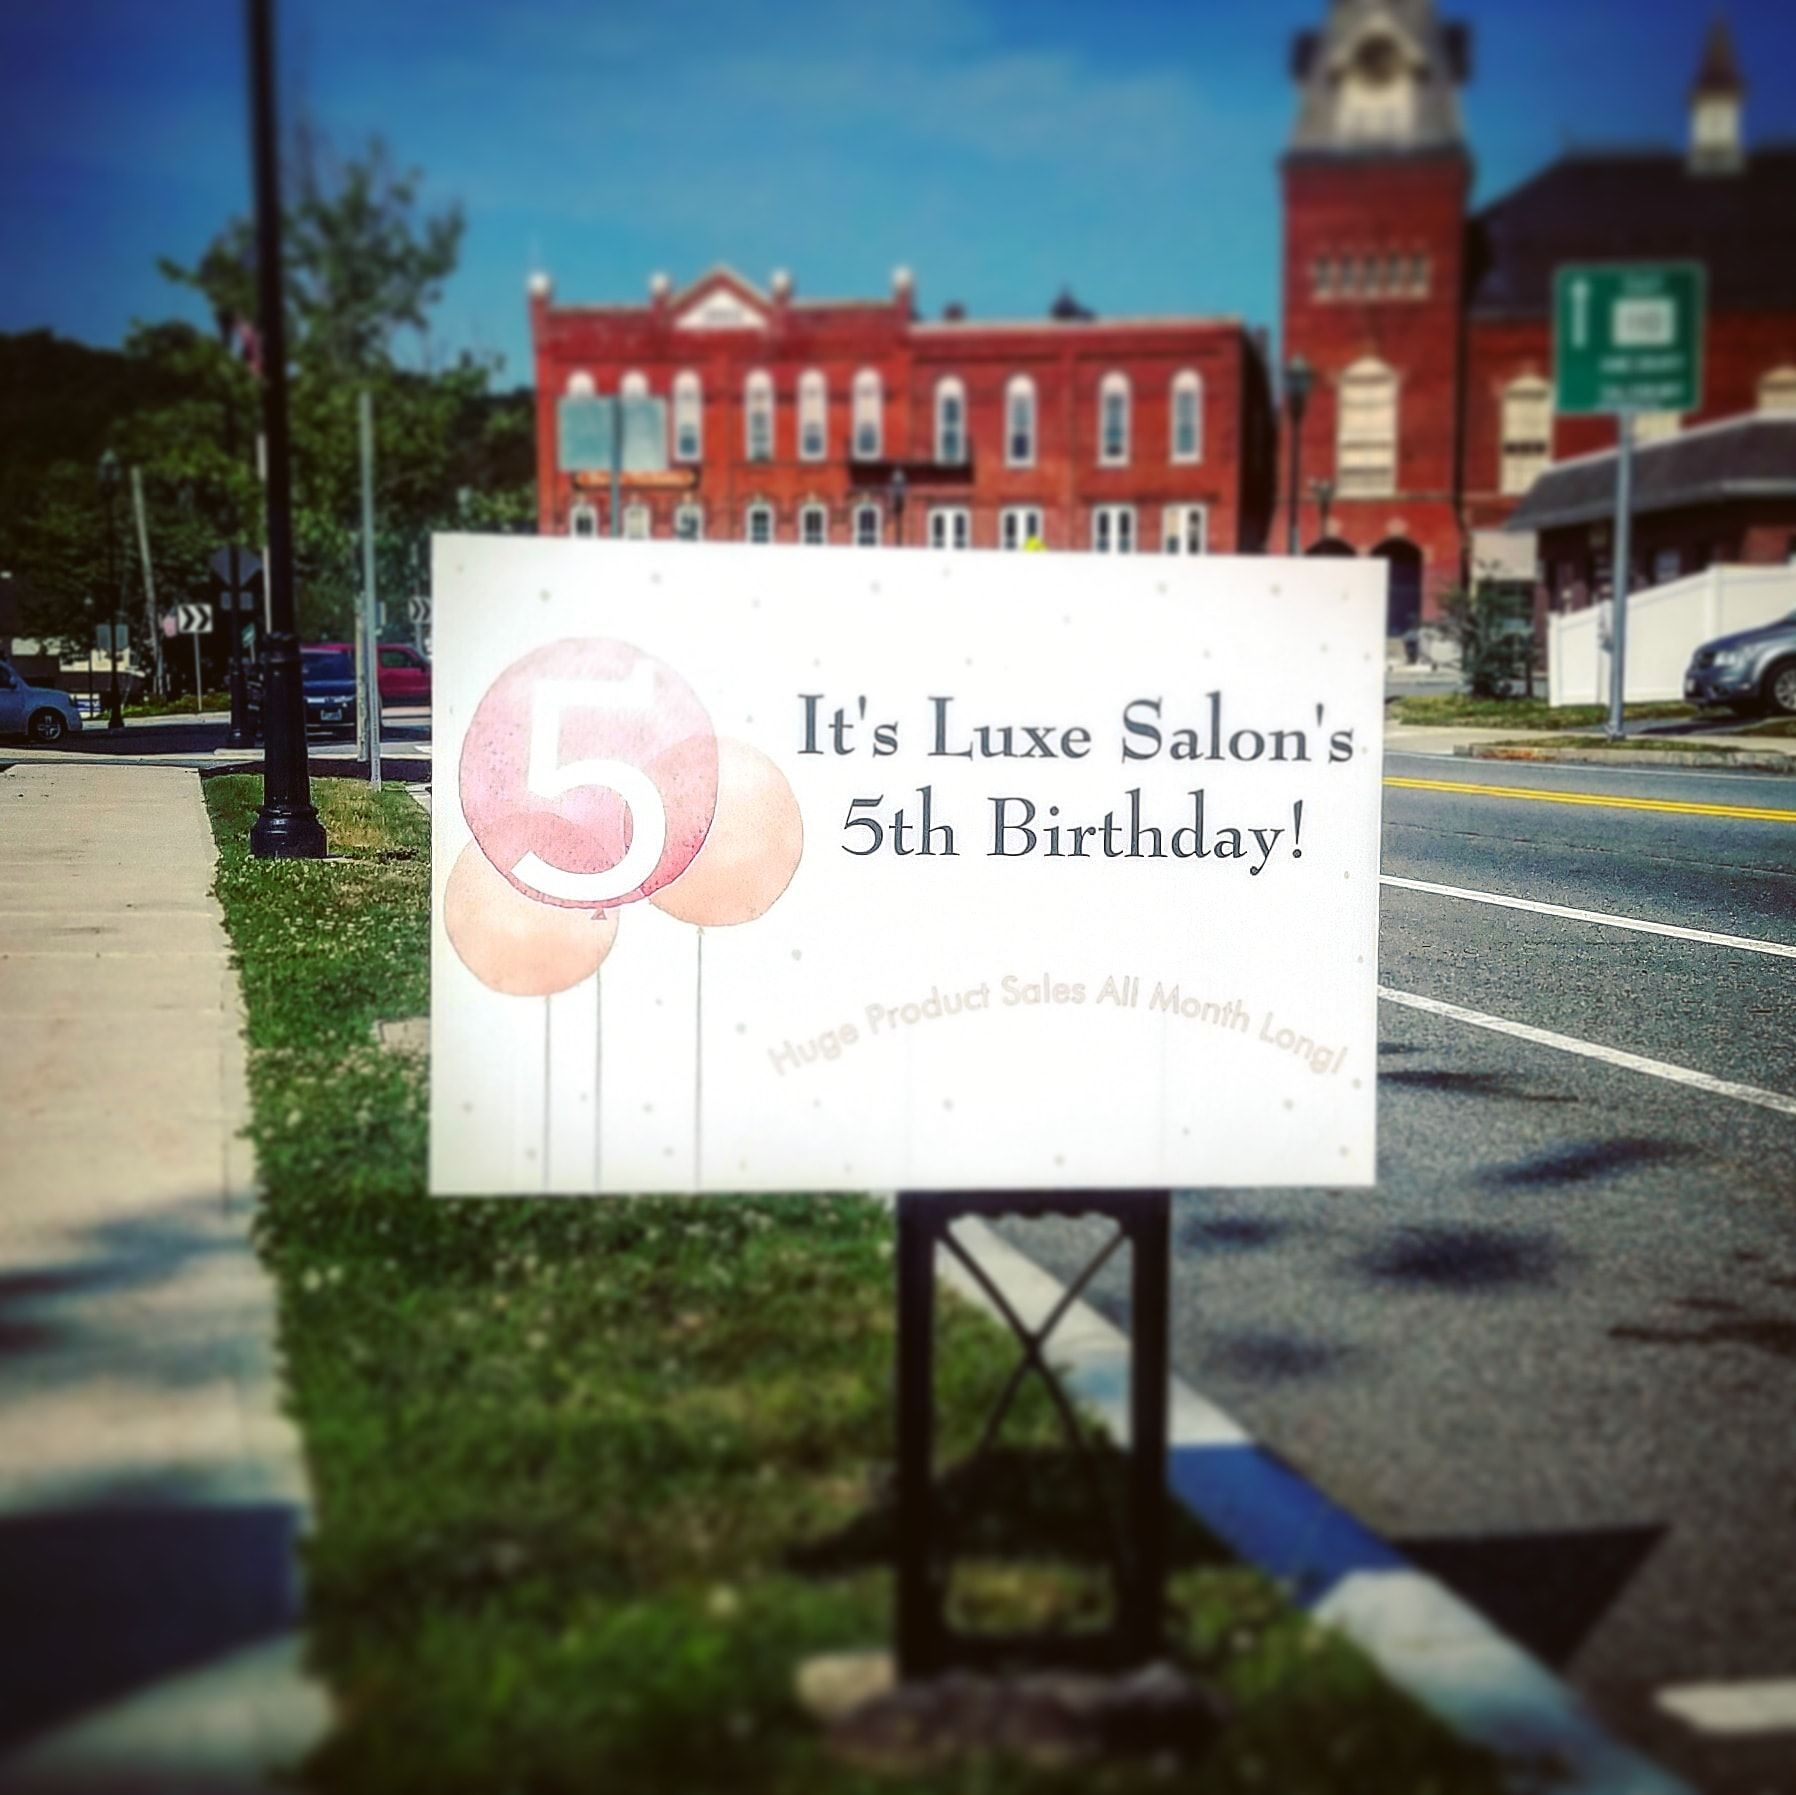 5
It's Luxe Salon's
5th Birthday!
Huge Product Sales All Month Long!